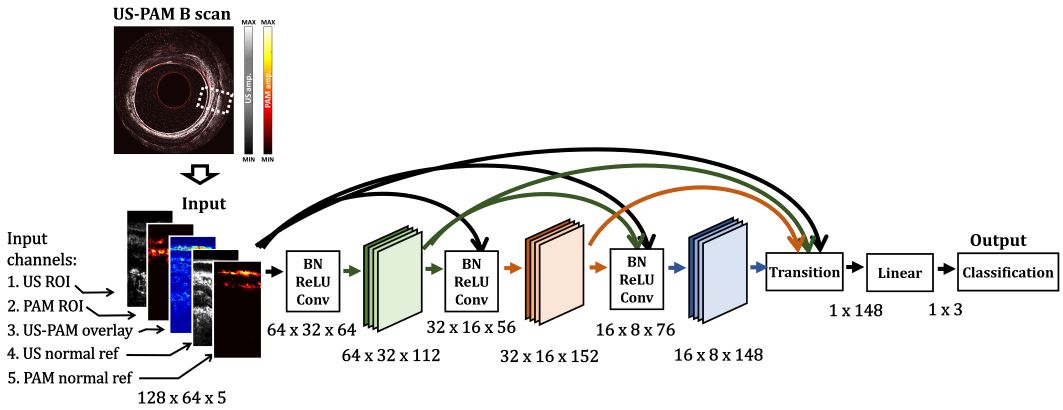 US-PAM B scan
MAX
MAX
US amp.
PAM amp.
MIN
MIN
Input
Input
channels:
1. US ROI
2. PAM ROI
3. US-PAM overlay
4. US normal ref
5. PAM normal ref
128 x 64 x 5
BN
ReLU
Conv
64 x 32 x 64
64 x 32 x 112
BN
ReLU
Conv
32 x 16 x 56
32 x 16 x 152
BN
ReLU
Conv
16 x 8 x 76
16 x 8 x 148
Transition
1 x 148
Linear
1 x 3
Output
Classification